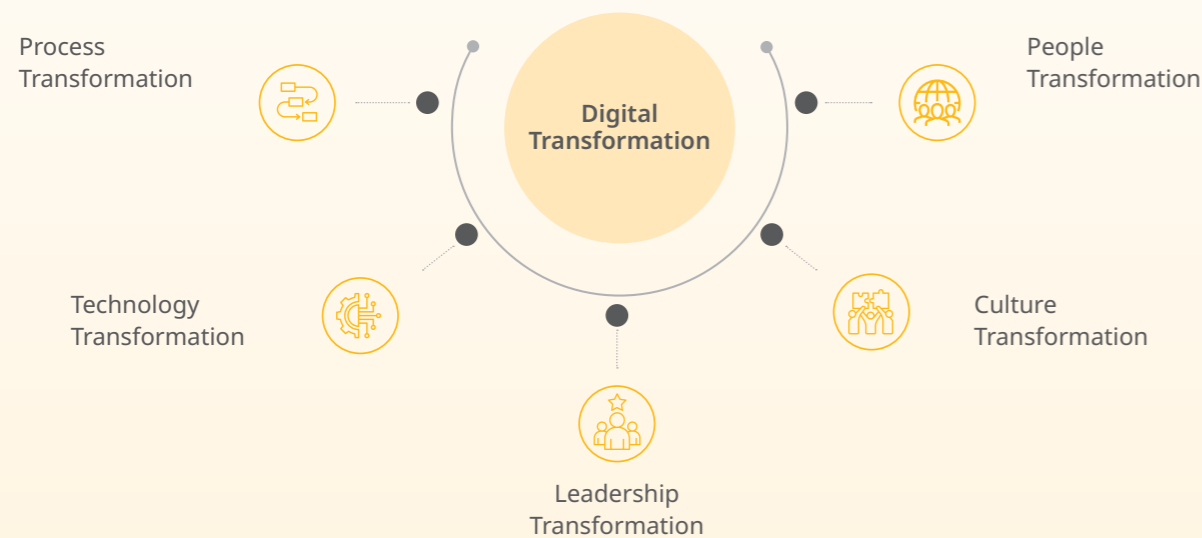 Process
Transformation
Digital
Transformation
People
Transformation
Technology
Transformation
Culture
Transformation
Leadership
Transformation